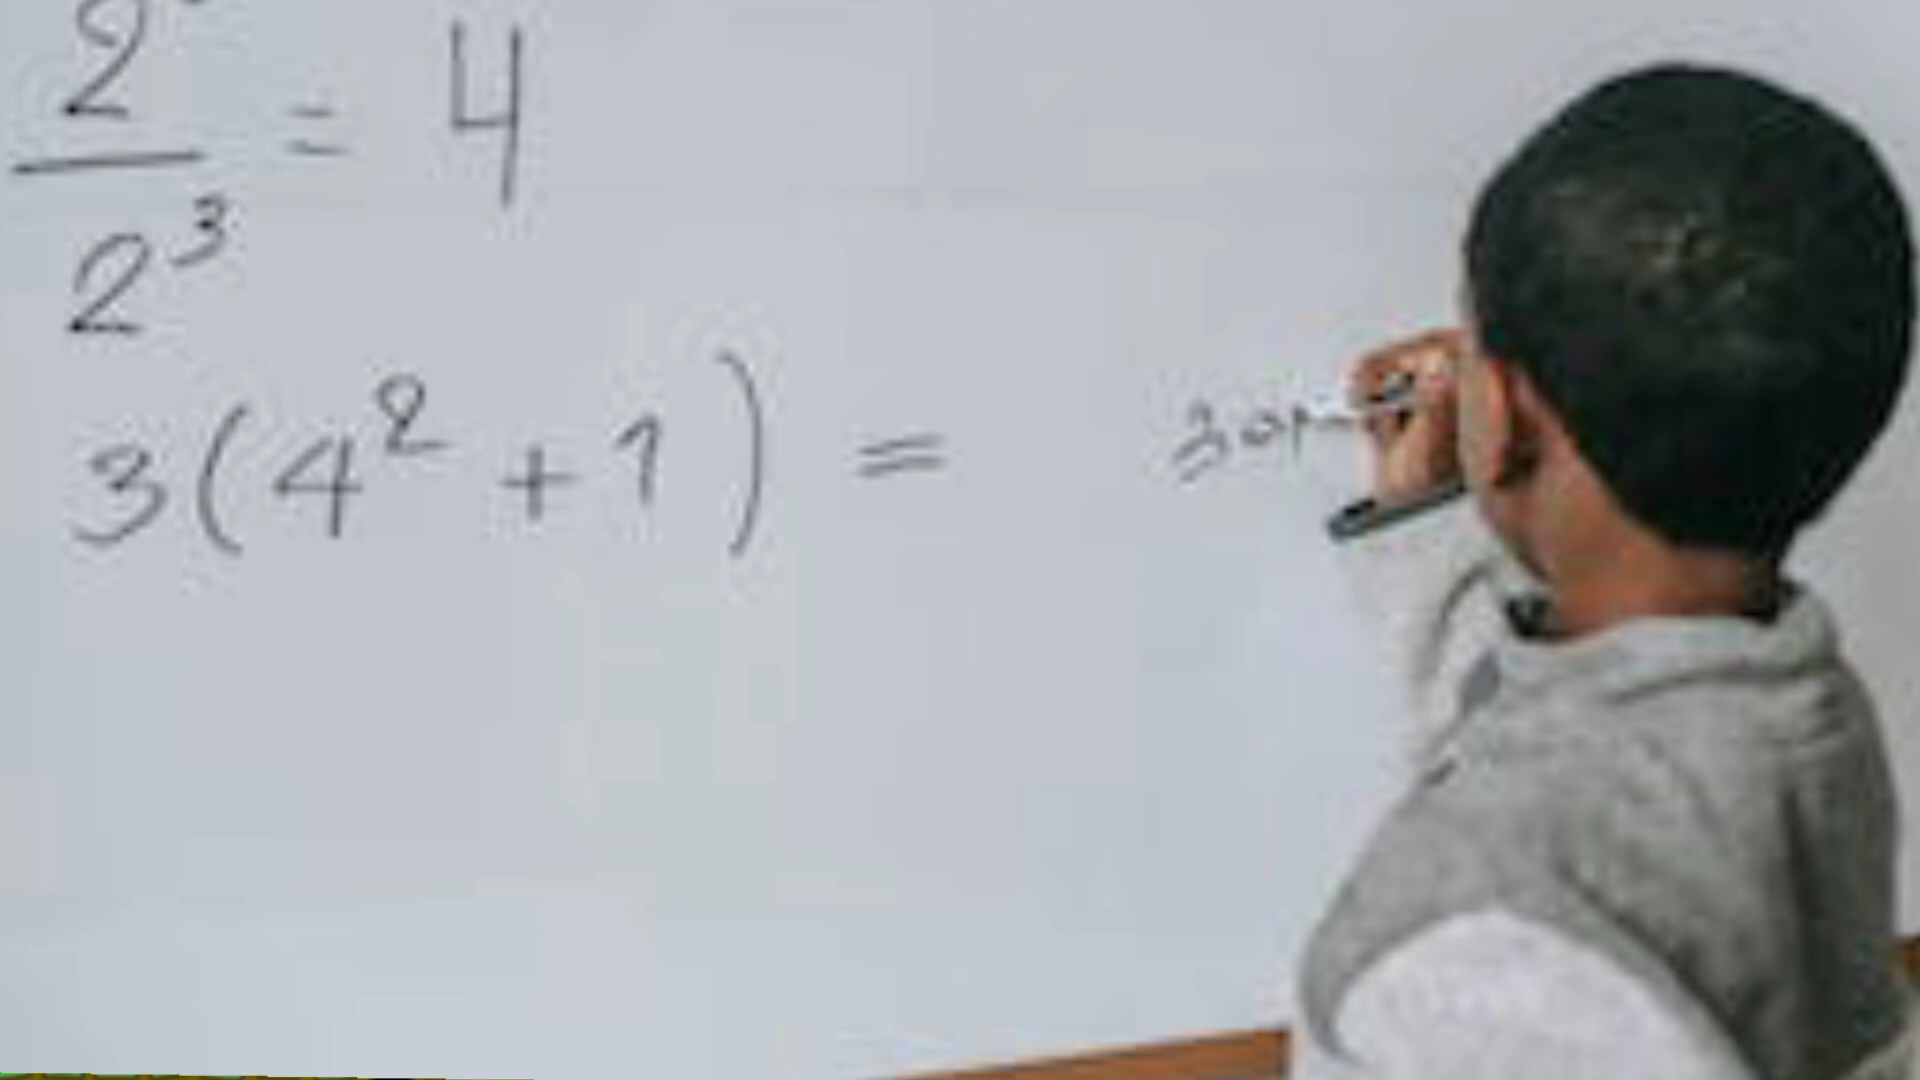 2
— = 4
2³
3(4² + 1) =